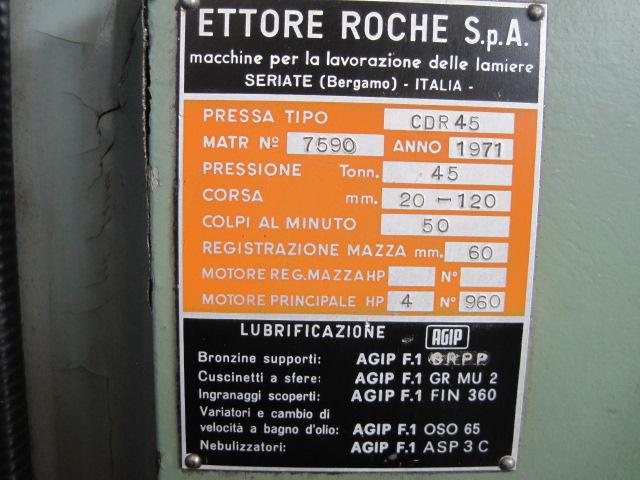 ETTORE ROCHE S.p.A.
macchine per la lavorazione delle lamiere
SERIATE (Bergamo) - ITALIA -
PRESSA TIPO CDR 45
MATR Nº 7590 ANNO 1971
PRESSIONE Tonn. 45
CORSA mm. 20 - 120
COLPI AL MINUTO 50
REGISTRAZIONE MAZZA mm. 60
MOTORE REG. MAZZA HP Nº
MOTORE PRINCIPALE HP 4 Nº 960
LUBRIFICAZIONE AGIP
Bronzine supporti: AGIP F.1
Cuscinetti a sfere: AGIP F.1 GR MU 2
Ingranaggi scoperti: AGIP F.1 FIN 360
Variatori e cambio di
velocità a bagno d'olio: AGIP F.1 OSO 65
Nebulizzatori: AGIP F.1 ASP 3 C